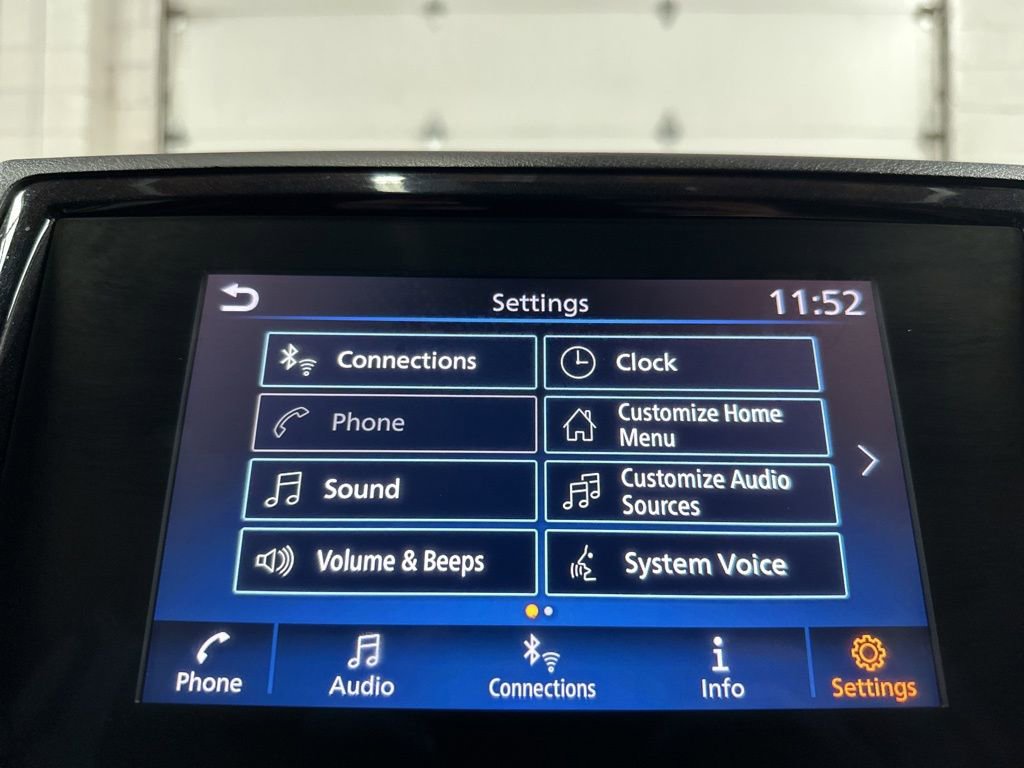 Settings
11:52
Connections
Clock
Phone
Customize Home
Menu
Sound
Customize Audio
Sources
Volume & Beeps
System Voice
Phone
Audio
Connections
Info
Settings